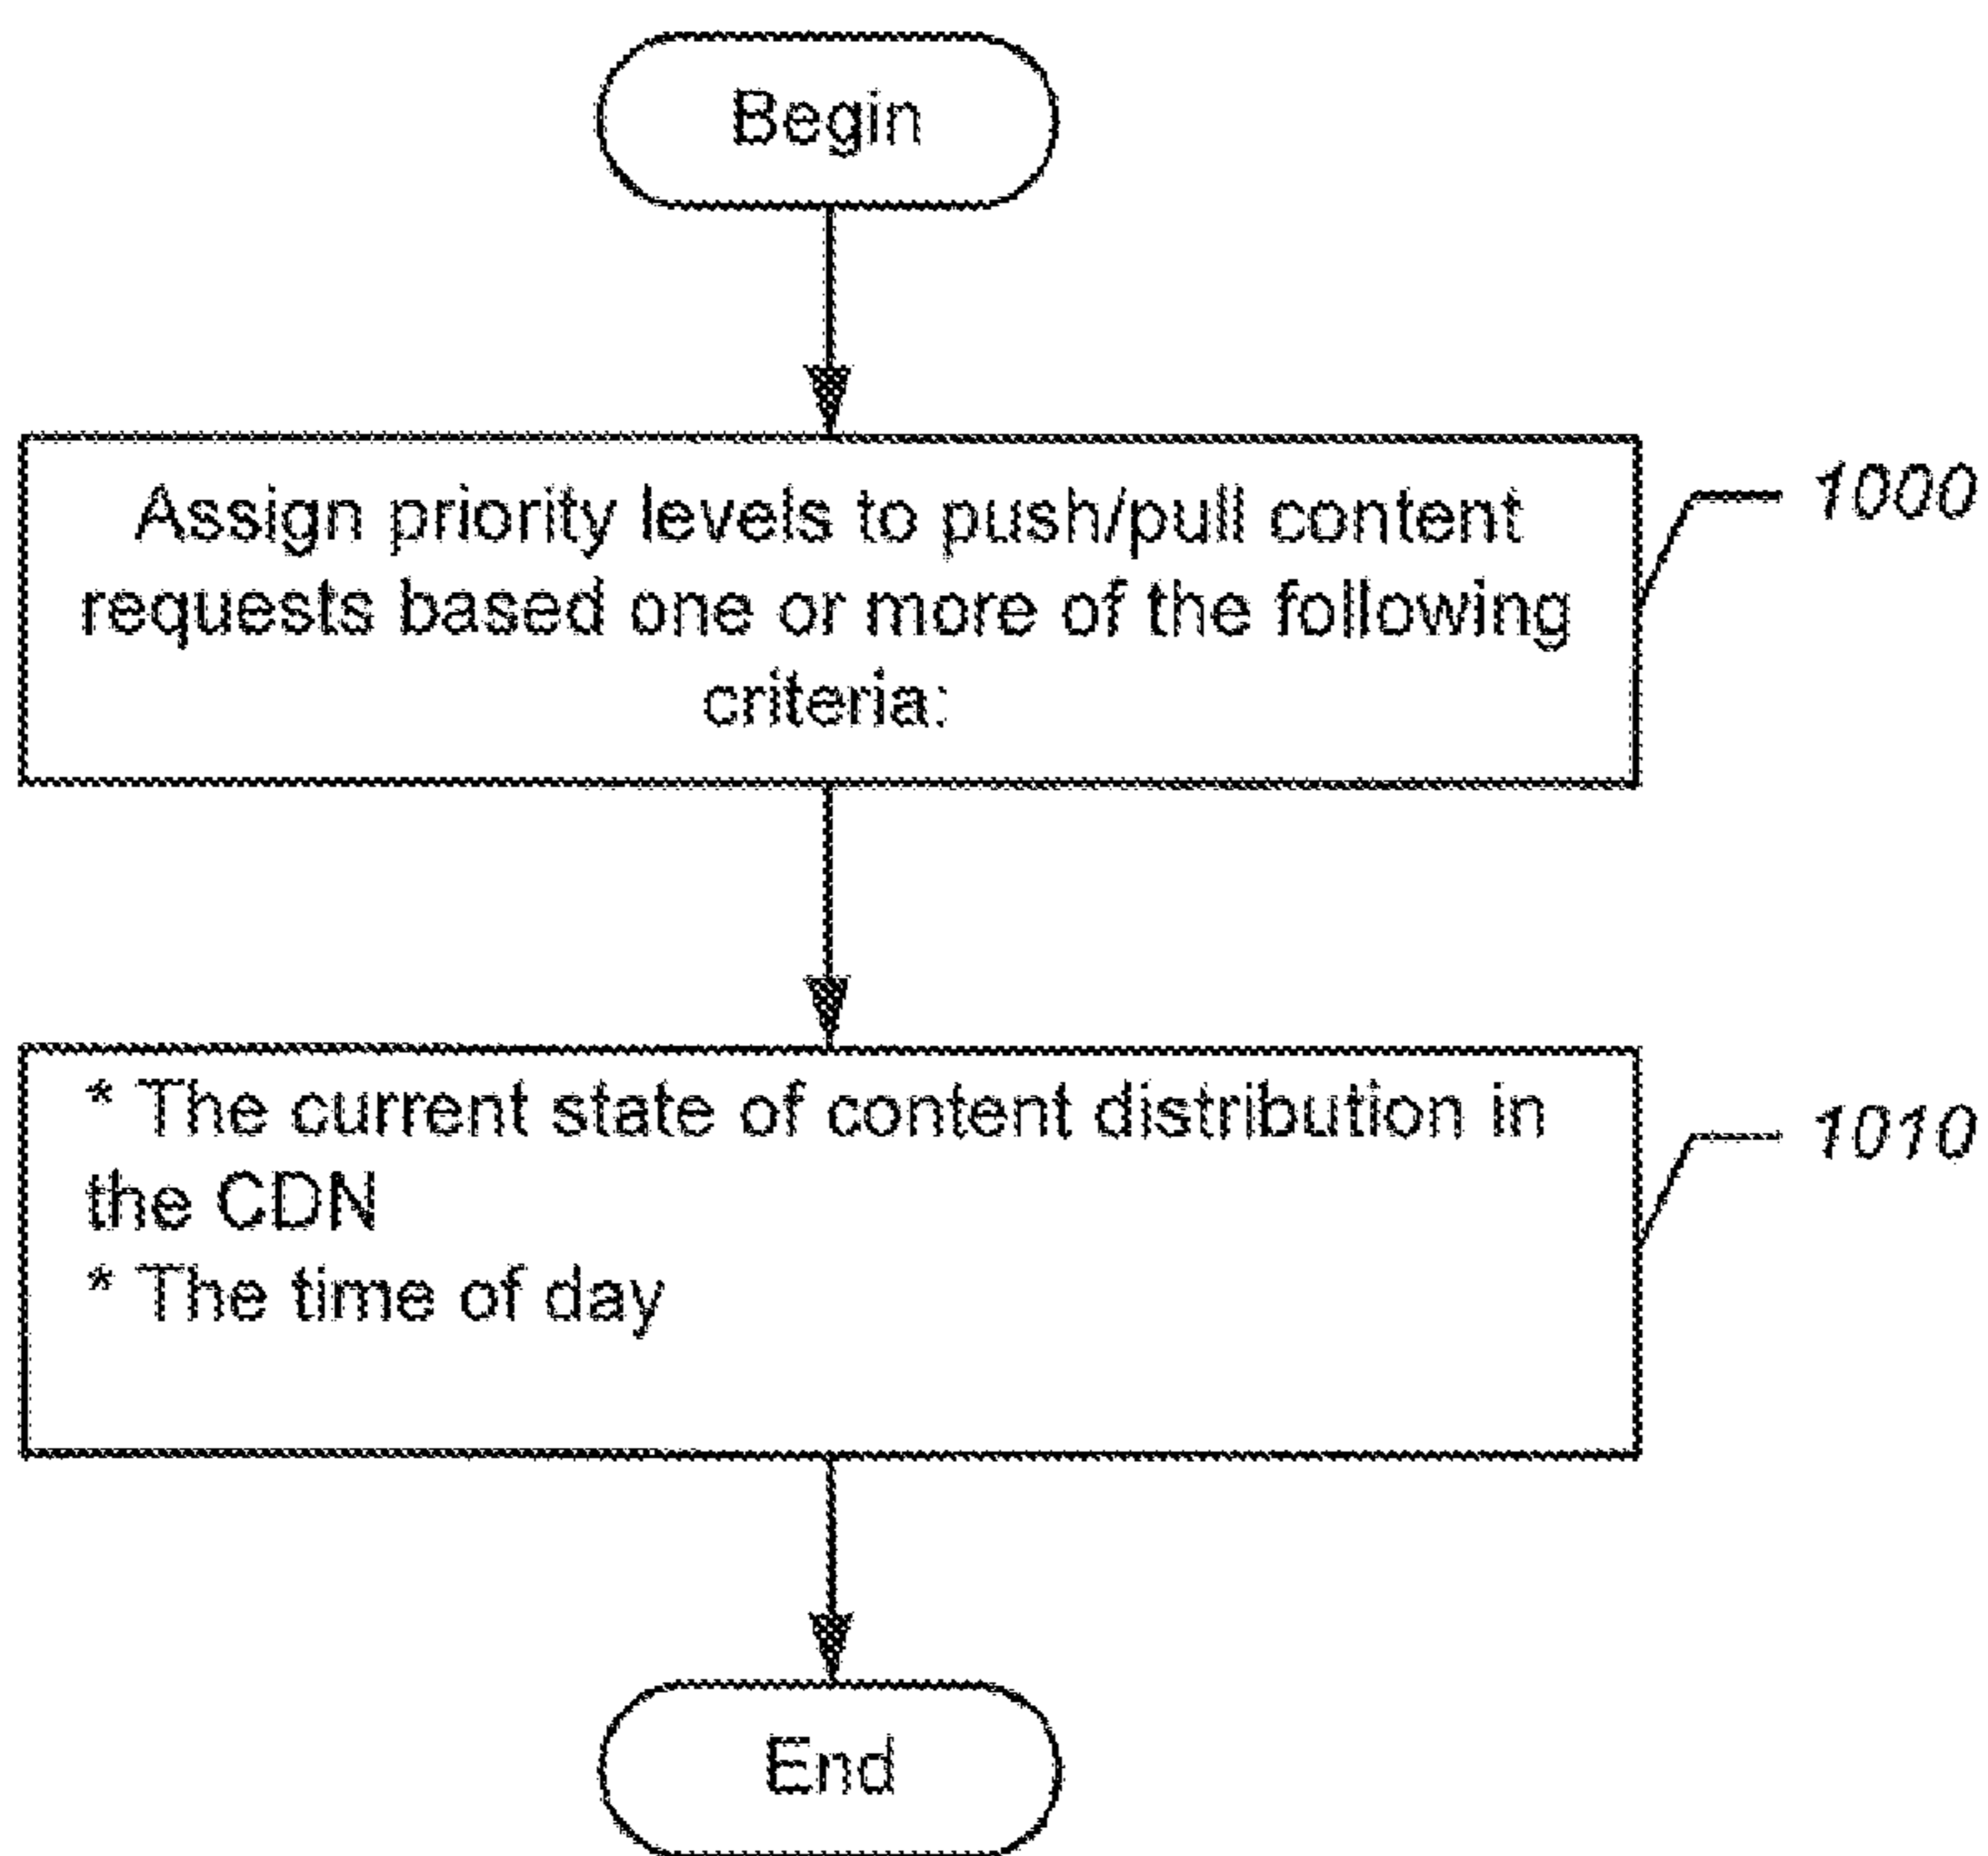 Begin
Assign priority levels to push/pull content
requests based one or more of the following
criteria:
1000
* The current state of content distribution in
the CDN
* The time of day
1010
End